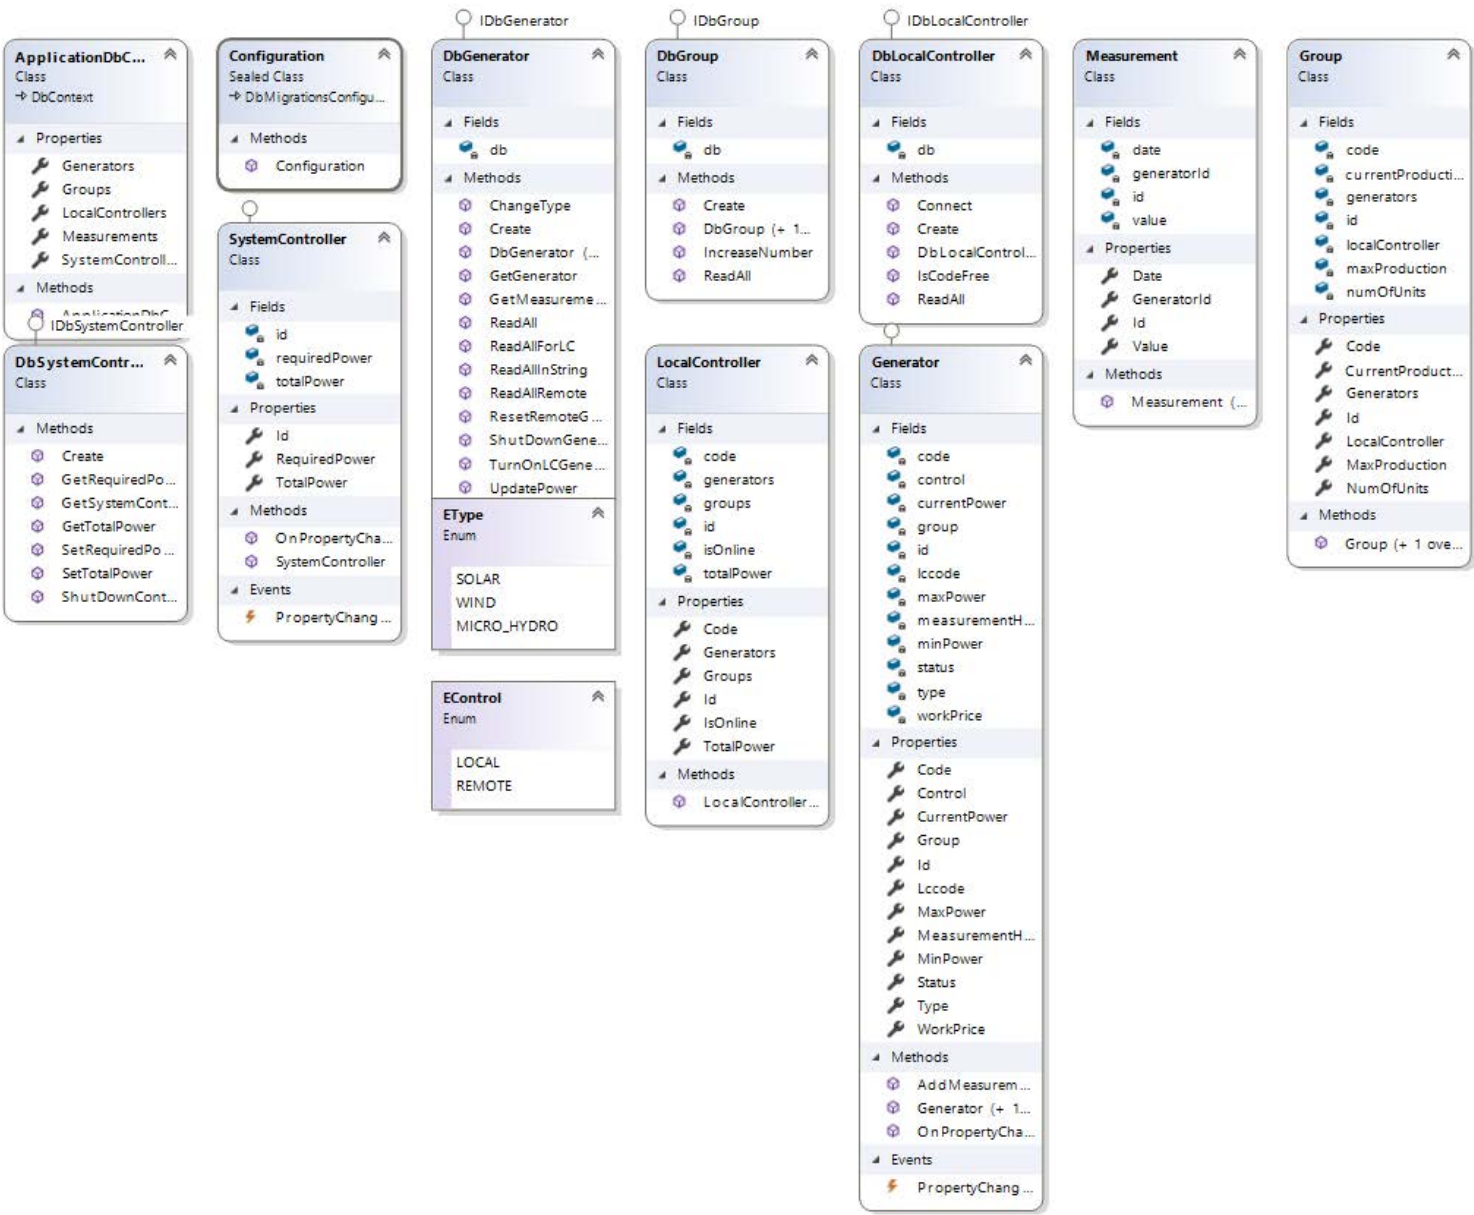 IDbGenerator
IDbGroup
IDbLocalController
ApplicationDbC...
Class
DbContext
Properties
Generators
Groups
LocalControllers
Measurements
SystemControll...
Methods
IDbSystemController
DbSystemContr...
Class
Methods
Create
GetRequiredPo...
GetSystemCont...
GetTotalPower
SetRequiredPo...
SetTotalPower
ShutDownCont...
Configuration
Sealed Class
DbMigrationsConfigu...
Methods
Configuration
SystemController
Class
Fields
id
requiredPower
totalPower
Properties
Id
RequiredPower
TotalPower
Methods
OnPropertyCha...
SystemController
Events
PropertyChang...
DbGenerator
Class
Fields
db
Methods
ChangeType
Create
DbGenerator (...
GetGenerator
GetMeasureme...
ReadAll
ReadAllForLC
ReadAllInString
ReadAllRemote
ResetRemoteG...
ShutDownGene...
TurnOnLCGene...
UpdatePower
EType
Enum
SOLAR
WIND
MICRO_HYDRO
EControl
Enum
LOCAL
REMOTE
DbGroup
Class
Fields
db
Methods
Create
DbGroup (+ 1...
IncreaseNumber
ReadAll
LocalController
Class
Fields
code
generators
groups
id
isOnline
totalPower
Properties
Code
Generators
Groups
Id
IsOnline
TotalPower
Methods
LocalController...
DbLocalController
Class
Fields
db
Methods
Connect
Create
DbLocalControl...
IsCodeFree
ReadAll
Generator
Class
Fields
code
control
currentPower
group
id
lccode
maxPower
measurementH...
minPower
status
type
workPrice
Properties
Code
Control
CurrentPower
Group
Id
Lccode
MaxPower
MeasurementH...
MinPower
Status
Type
WorkPrice
Methods
AddMeasurem...
Generator (+ 1...
OnPropertyCha...
Events
PropertyChang...
Measurement
Class
Fields
date
generatorId
id
value
Properties
Date
GeneratorId
Id
Value
Methods
Measurement (...
Group
Class
Fields
code
currentProducti...
generators
id
localController
maxProduction
numOfUnits
Properties
Code
CurrentProduct...
Generators
Id
LocalController
MaxProduction
NumOfUnits
Methods
Group (+ 1 ove...